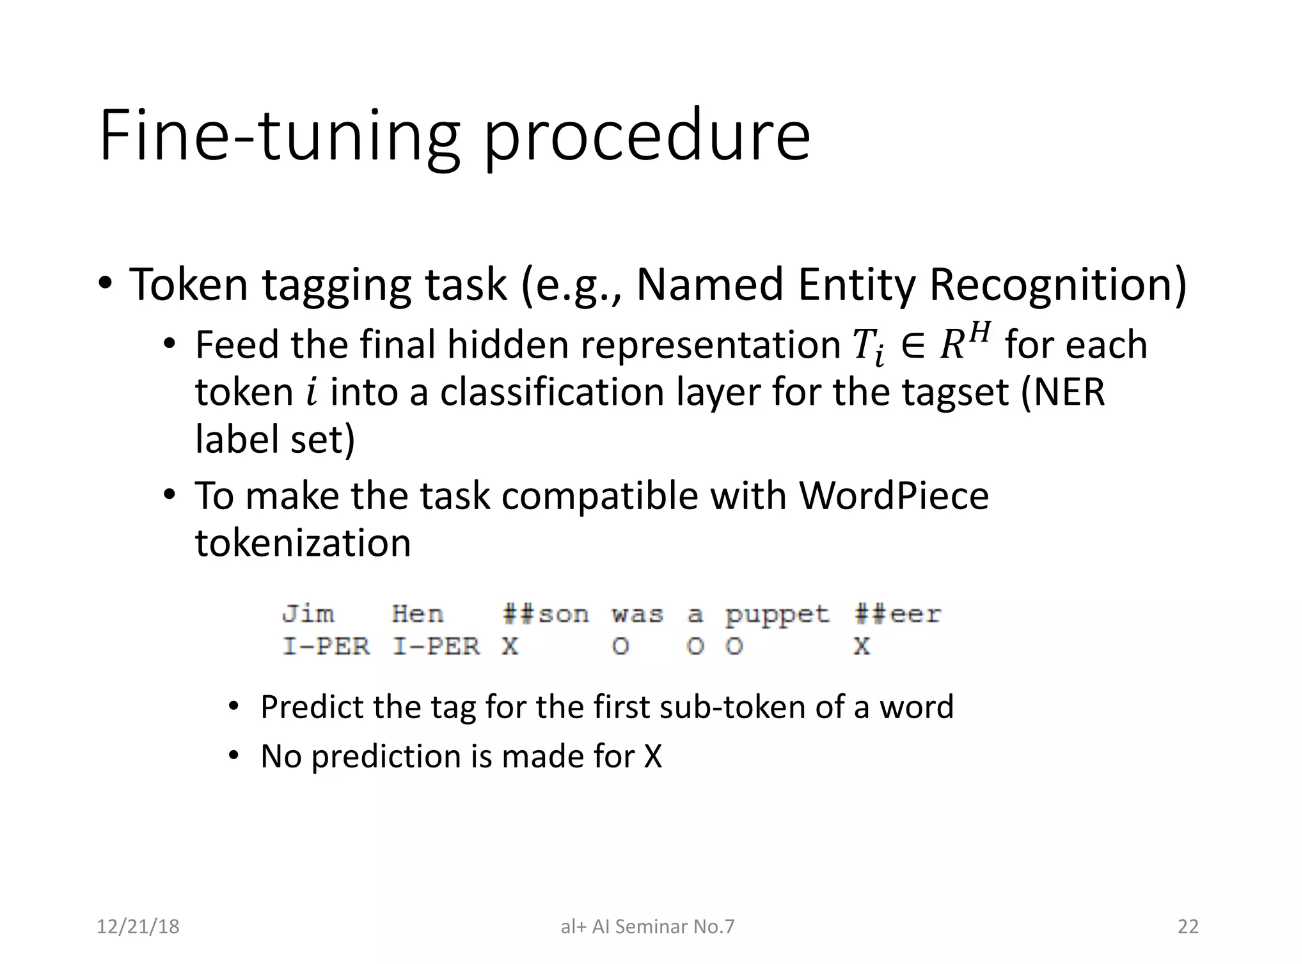 Fine-tuning procedure
• Token tagging task (e.g., Named Entity Recognition)
• Feed the final hidden representation 𝑇ᵢ ∈ 𝑅ᴴ for each
token 𝑖 into a classification layer for the tagset (NER
label set)
• To make the task compatible with WordPiece
tokenization
Jim Hen ##son was a puppet ##eer
I-PER I-PER X O O O X
• Predict the tag for the first sub-token of a word
• No prediction is made for X
12/21/18 al+ AI Seminar No.7 22